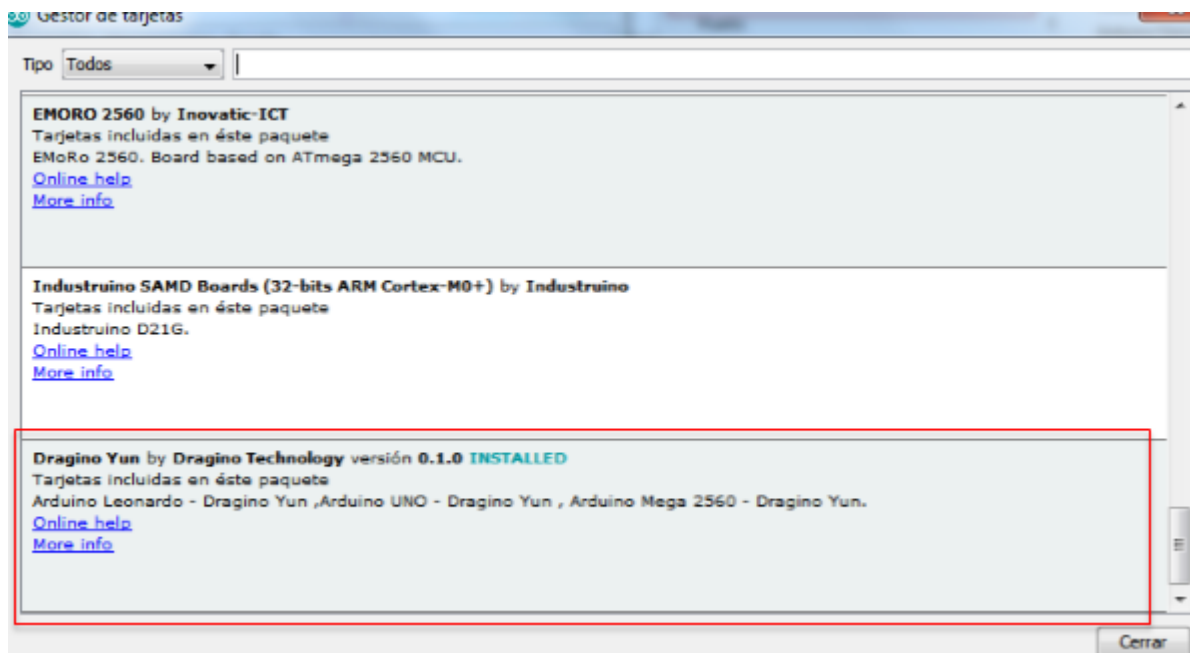 Gestor de tarjetas
Tipo Todos
EMORO 2560 by Inovatic-ICT
Tarjetas incluidas en éste paquete
EMoRo 2560. Board based on ATmega 2560 MCU.
Online help
More info
Industruino SAMD Boards (32-bits ARM Cortex-M0+) by Industruino
Tarjetas incluidas en éste paquete
Industruino D21G.
Online help
More info
Dragino Yun by Dragino Technology versión 0.1.0 INSTALLED
Tarjetas incluidas en éste paquete
Arduino Leonardo - Dragino Yun ,Arduino UNO - Dragino Yun , Arduino Mega 2560 - Dragino Yun.
Online help
More info
Cerrar